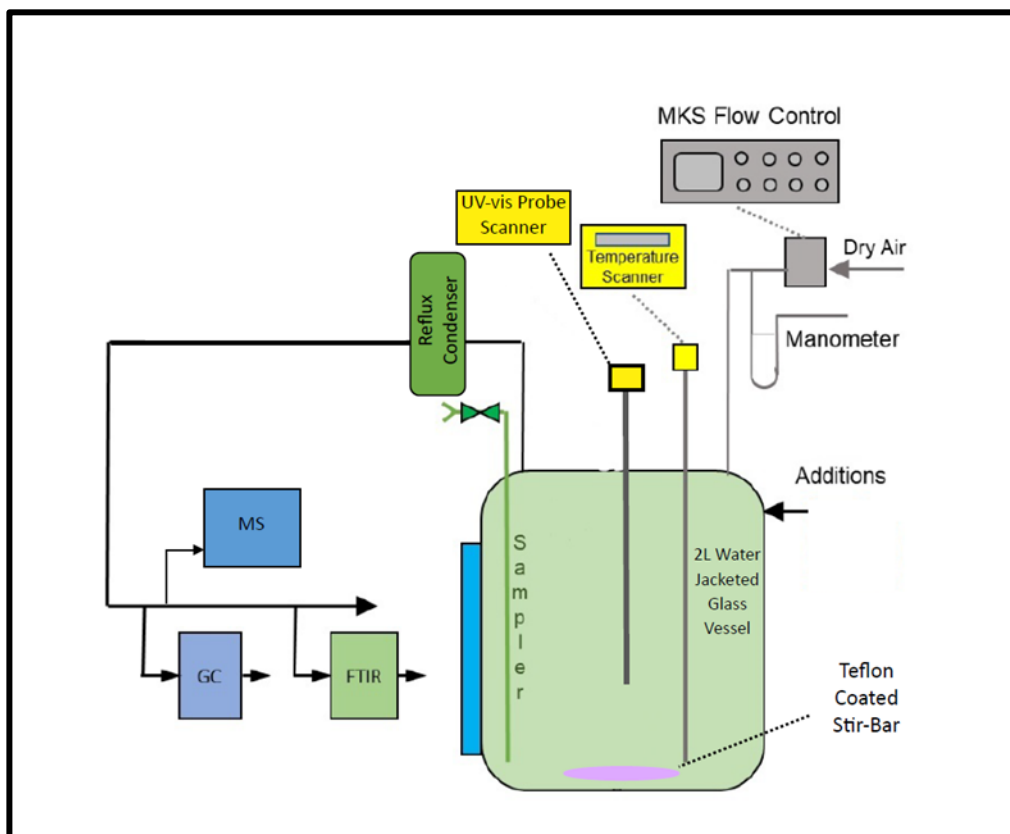 MKS Flow Control
UV-vis Probe
Scanner
Temperature
Scanner
Dry Air
Reflux
Condenser
Manometer
Additions
MS
Sampler
2L Water
Jacketed
Glass
Vessel
GC
FTIR
Teflon
Coated
Stir-Bar